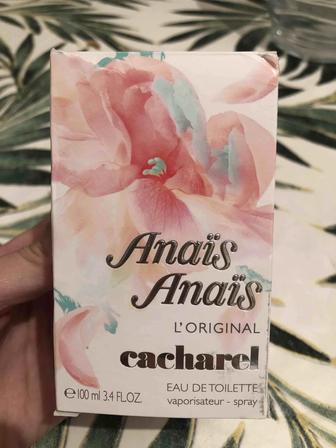 Anaïs
Anaïs
L'ORIGINAL
cacharel
EAU DE TOILETTE
℮ 100 ml 3.4 FL.OZ.
vaporisateur - spray